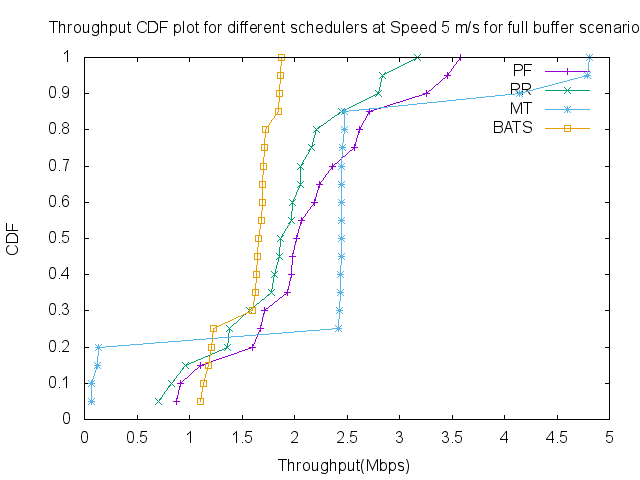 Throughput CDF plot for different schedulers at Speed 5 m/s for full buffer scenario
1
0.9
0.8
0.7
0.6
0.5
0.4
0.3
0.2
0.1
0
CDF
PF
RR
MT
BATS
0 0.5 1 1.5 2 2.5 3 3.5 4 4.5 5
Throughput(Mbps)